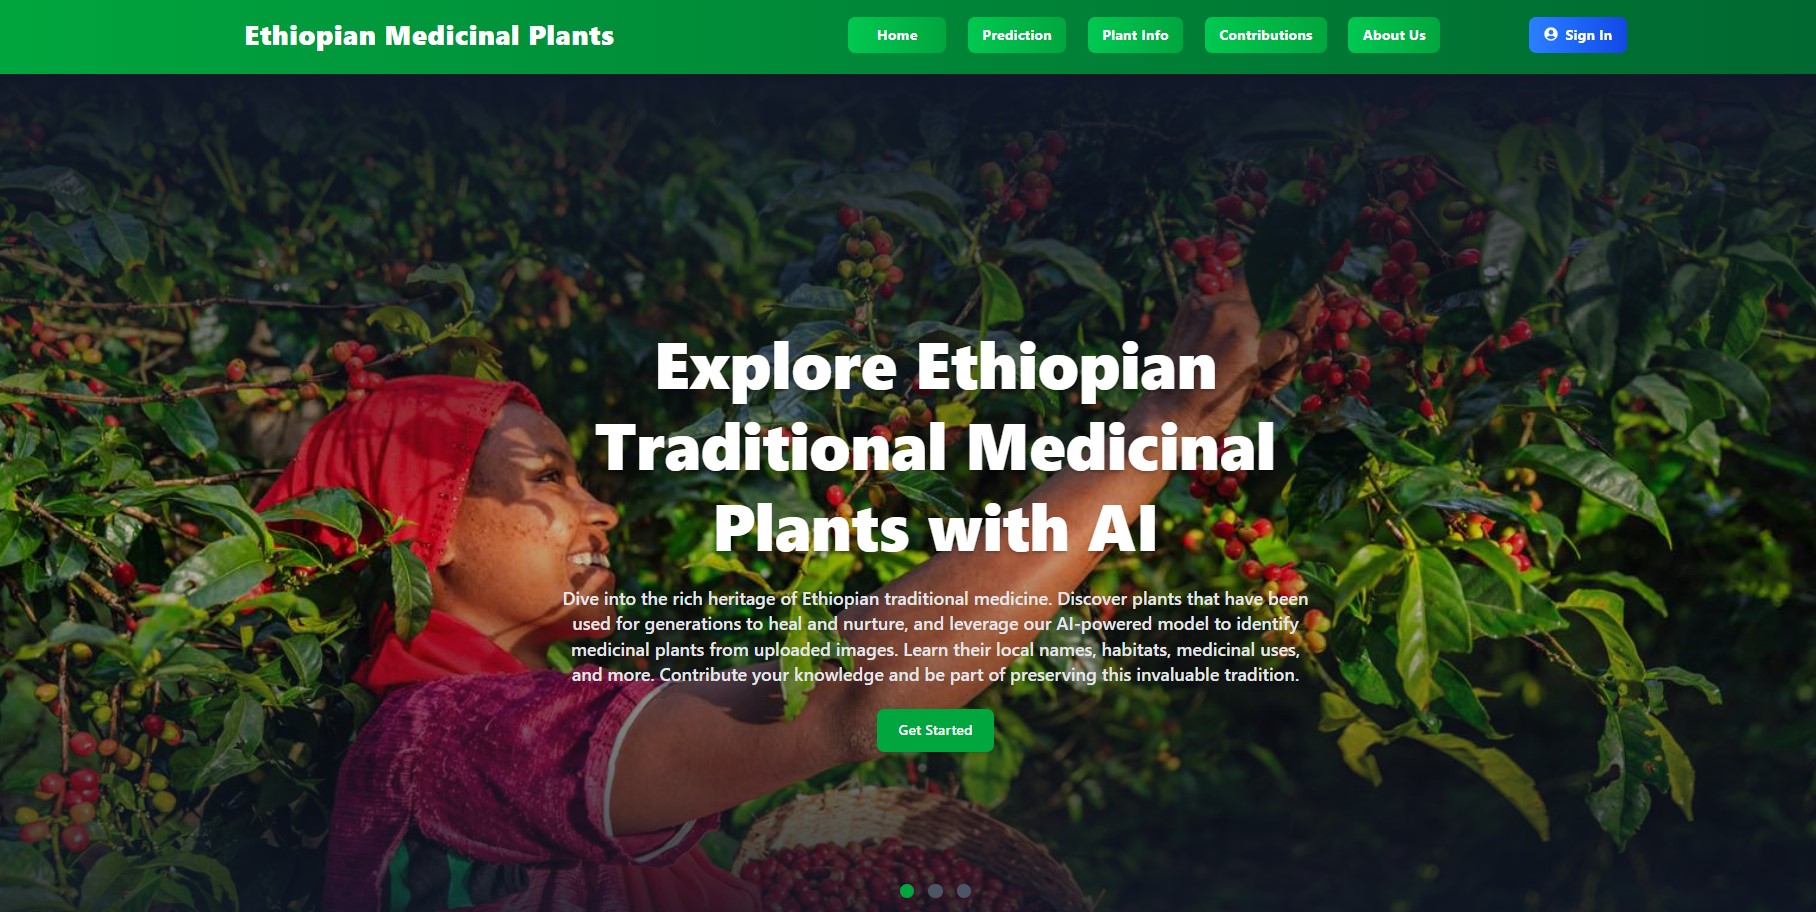 Ethiopian Medicinal Plants
Home
Prediction
Plant Info
Contributions
About Us
Sign In
Explore Ethiopian
Traditional Medicinal
Plants with AI
Dive into the rich heritage of Ethiopian traditional medicine. Discover plants that have been
used for generations to heal and nurture, and leverage our AI-powered model to identify
medicinal plants from uploaded images. Learn their local names, habitats, medicinal uses,
and more. Contribute your knowledge and be part of preserving this invaluable tradition.
Get Started